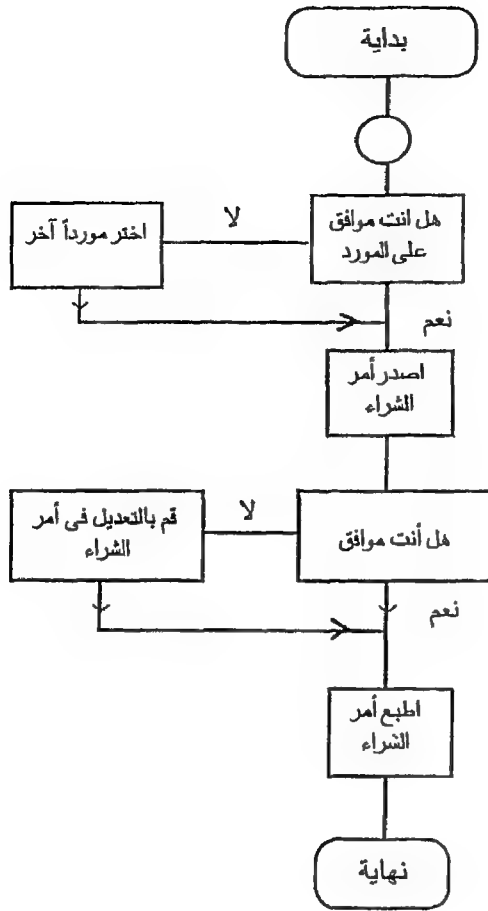 بداية
هل انت موافق
على المورد
لا
اختر مورداً آخر
نعم
اصدر أمر
الشراء
هل أنت موافق
لا
قم بالتعديل فى أمر
الشراء
نعم
اطبع أمر
الشراء
نهاية